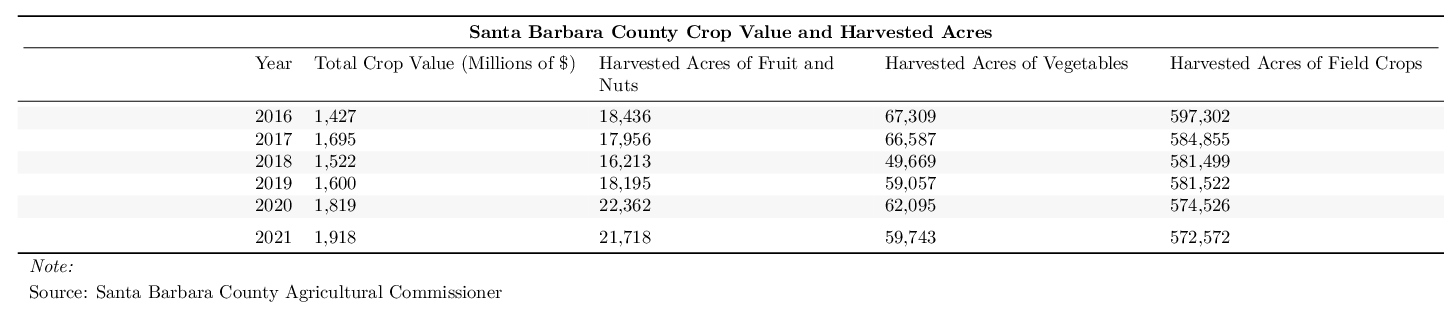 Santa Barbara County Crop Value and Harvested Acres
Year Total Crop Value (Millions of $) Harvested Acres of Fruit and Nuts Harvested Acres of Vegetables Harvested Acres of Field Crops
2016 1,427 18,436 67,309 597,302
2017 1,695 17,956 66,587 584,855
2018 1,522 16,213 49,669 581,499
2019 1,600 18,195 59,057 581,522
2020 1,819 22,362 62,095 574,526
2021 1,918 21,718 59,743 572,572
Note:
Source: Santa Barbara County Agricultural Commissioner